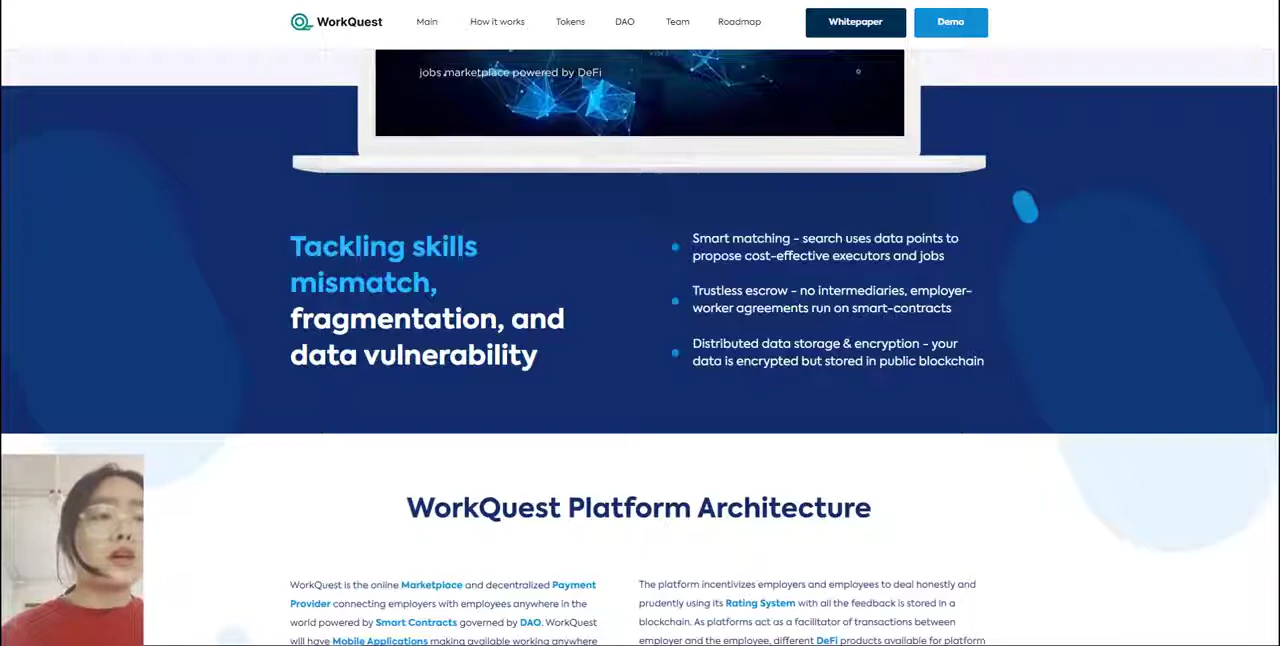 WorkQuest
Main
How it works
Tokens
DAO
Team
Roadmap
Whitepaper
Demo
jobs marketplace powered by DeFi
Tackling skills
mismatch,
fragmentation, and
data vulnerability
Smart matching - search uses data points to
propose cost-effective executors and jobs
Trustless escrow - no intermediaries, employer-
worker agreements run on smart-contracts
Distributed data storage & encryption - your
data is encrypted but stored in public blockchain
WorkQuest Platform Architecture
WorkQuest is the onilne Marketplace and decentralized Payment
Provider connecting employers with employees anywhere in the
world powered by Smart Contracts governed by DAO. WorkQuest
will have Mobile Applications making available working anywhere
The platform incentivizes employers and employees to deal honestly and
prudently using its Rating System with all the feedback is stored in a
blockchain. As platforms act as a facilitator of transactions between
employer and the employee, different DeFi products available for platform